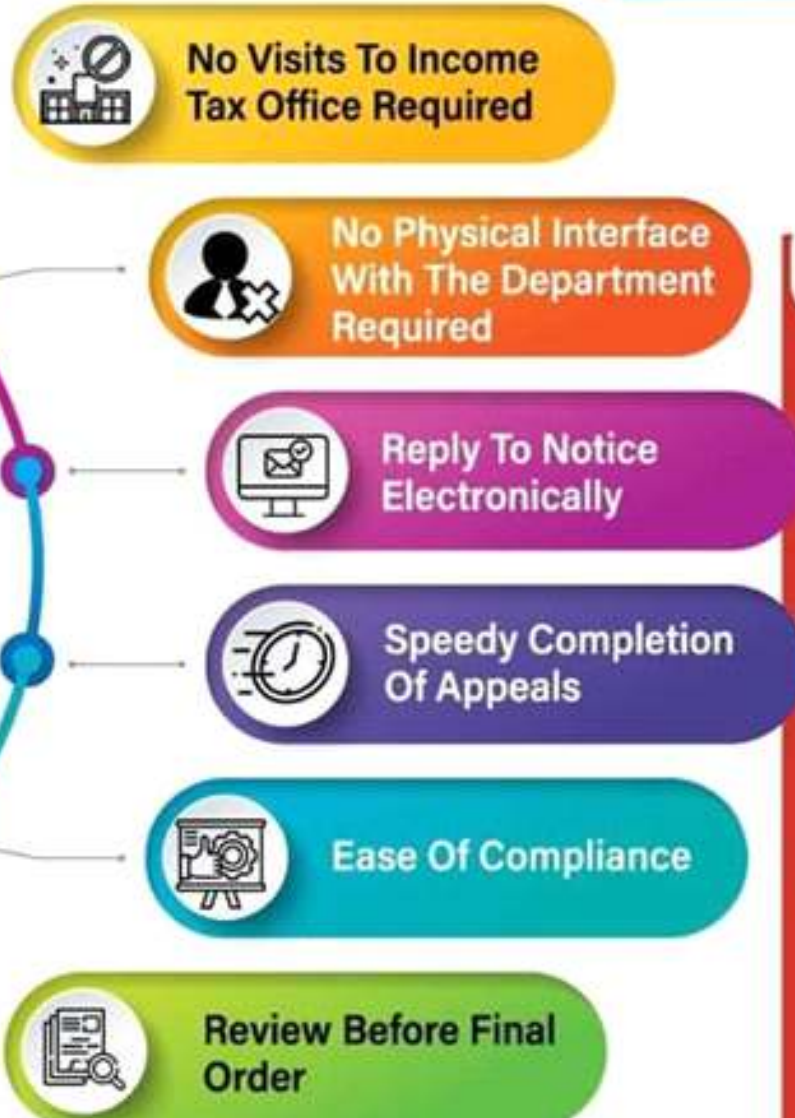 No Visits To Income
Tax Office Required
No Physical Interface
With The Department
Required
Reply To Notice
Electronically
Speedy Completion
Of Appeals
Ease Of Compliance
Review Before Final
Order